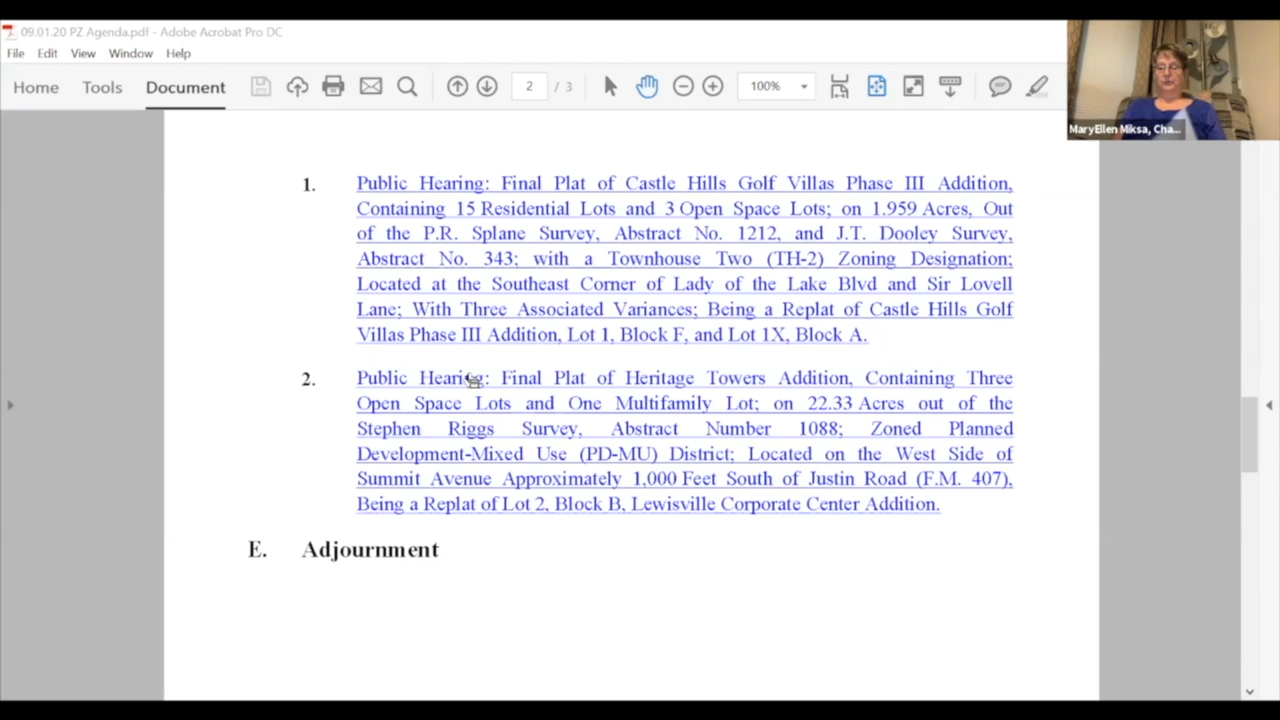 09.01.20 PZ Agenda.pdf - Adobe Acrobat Pro DC
File Edit View Window Help
Home Tools Document 2 / 3 100%
MaryEllen Miksa, Cha...
1. Public Hearing: Final Plat of Castle Hills Golf Villas Phase III Addition,
Containing 15 Residential Lots and 3 Open Space Lots; on 1.959 Acres, Out
of the P.R. Splane Survey, Abstract No. 1212, and J.T. Dooley Survey,
Abstract No. 343; with a Townhouse Two (TH-2) Zoning Designation;
Located at the Southeast Corner of Lady of the Lake Blvd and Sir Lovell
Lane; With Three Associated Variances; Being a Replat of Castle Hills Golf
Villas Phase III Addition, Lot 1, Block F, and Lot 1X, Block A.
2. Public Hearing: Final Plat of Heritage Towers Addition, Containing Three
Open Space Lots and One Multifamily Lot; on 22.33 Acres out of the
Stephen Riggs Survey, Abstract Number 1088; Zoned Planned
Development-Mixed Use (PD-MU) District; Located on the West Side of
Summit Avenue Approximately 1,000 Feet South of Justin Road (F.M. 407),
Being a Replat of Lot 2, Block B, Lewisville Corporate Center Addition.
E. Adjournment